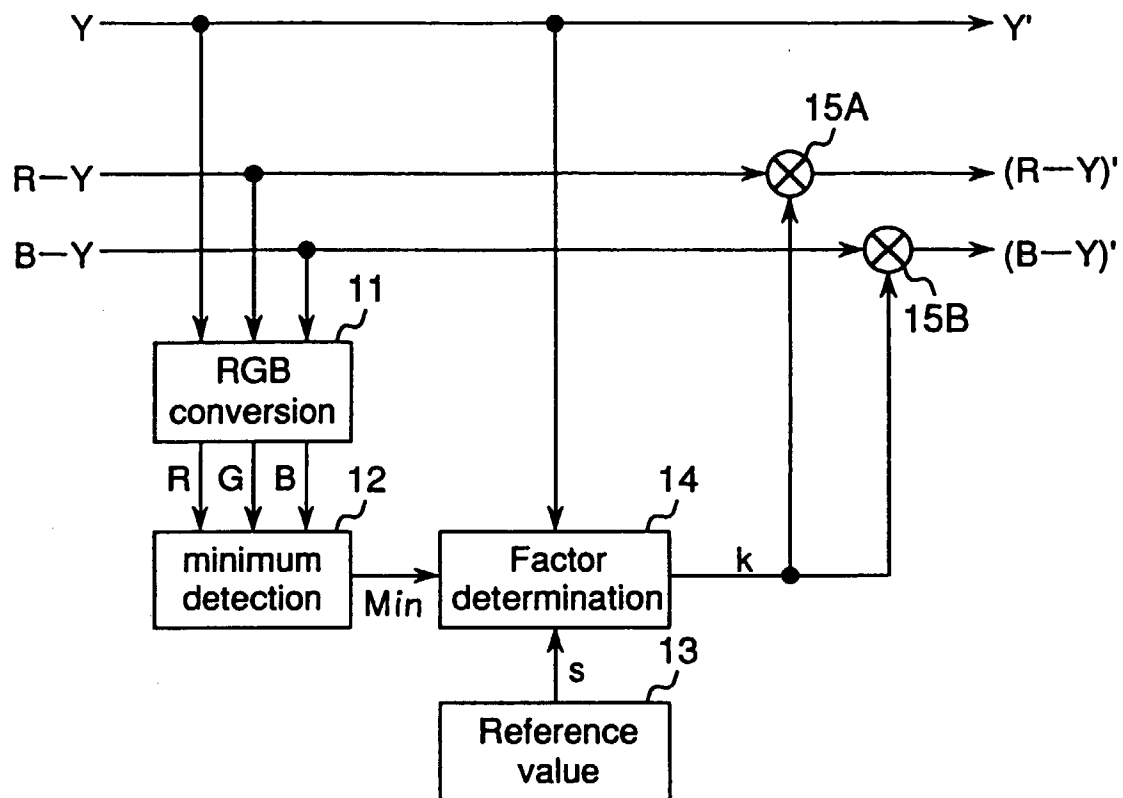 Y
Y'
15A
R—Y
(R—Y)'
B—Y
(B—Y)'
15B
11
RGB
conversion
R
G
B
12
14
minimum
detection
Min
Factor
determination
k
s
13
Reference
value